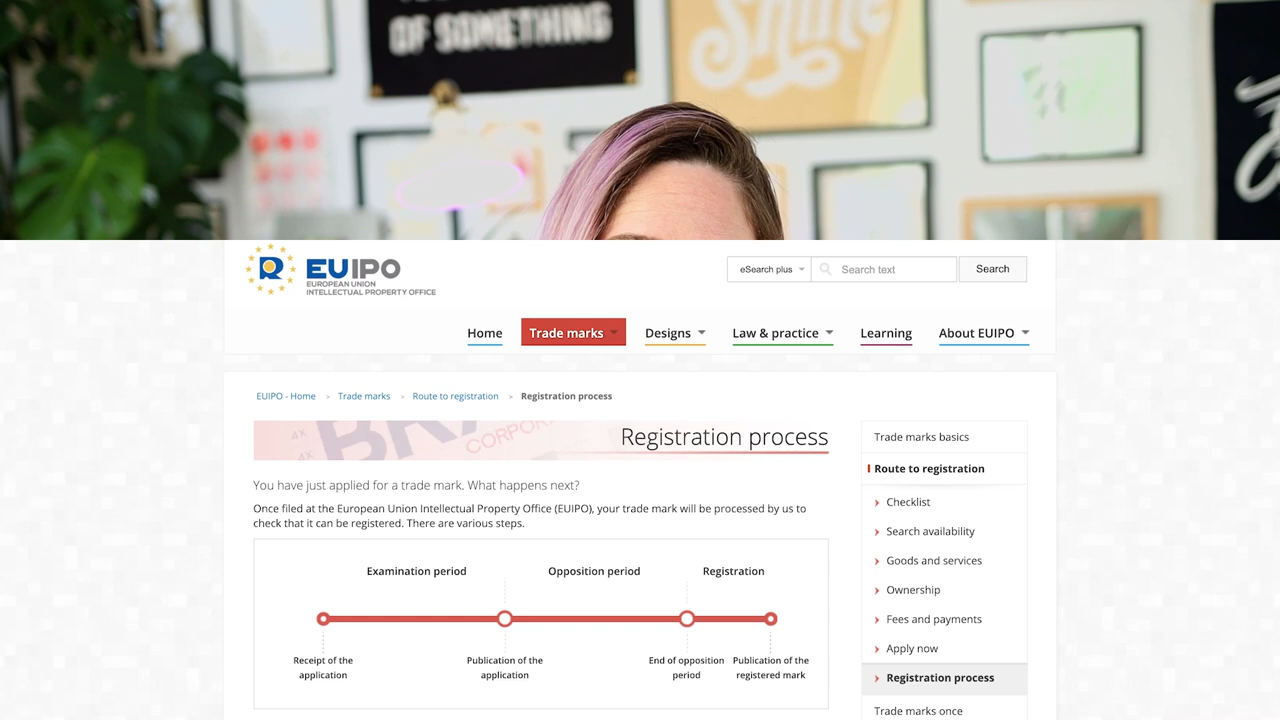 OF SOMETHING
Shine
EUIPO
EUROPEAN UNION
INTELLECTUAL PROPERTY OFFICE
eSearch plus
Search text
Search
Home
Trade marks
Designs
Law & practice
Learning
About EUIPO
EUIPO - Home > Trade marks > Route to registration > Registration process
4X
4X
BRA
CORPOR
Registration process
You have just applied for a trade mark. What happens next?
Once filed at the European Union Intellectual Property Office (EUIPO), your trade mark will be processed by us to
check that it can be registered. There are various steps.
Examination period
Opposition period
Registration
Receipt of the
application
Publication of the
application
End of opposition
period
Publication of the
registered mark
Trade marks basics
Route to registration
Checklist
Search availability
Goods and services
Ownership
Fees and payments
Apply now
Registration process
Trade marks once